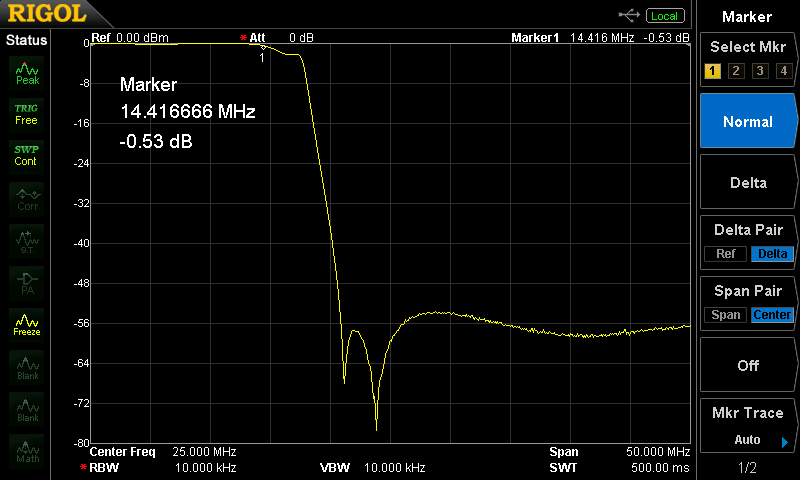 RIGOL
Status
Peak
TRIG
Free
SWP
Cont
Corr
S.T.
PA
Freeze
Blank
Blank
Math
Ref 0.00 dBm
* Att 0 dB
Local
Marker1 14.416 MHz -0.53 dB
1
Marker
14.416666 MHz
-0.53 dB
0
-8
-16
-24
-32
-40
-48
-56
-64
-72
-80
Center Freq 25.000 MHz Span 50.000 MHz
*RBW 10.000 kHz VBW 10.000 kHz SWT 500.00 ms
Marker
Select Mkr
1 2 3 4
Normal
Delta
Delta Pair
Ref Delta
Span Pair
Span Center
Off
Mkr Trace
Auto
1/2